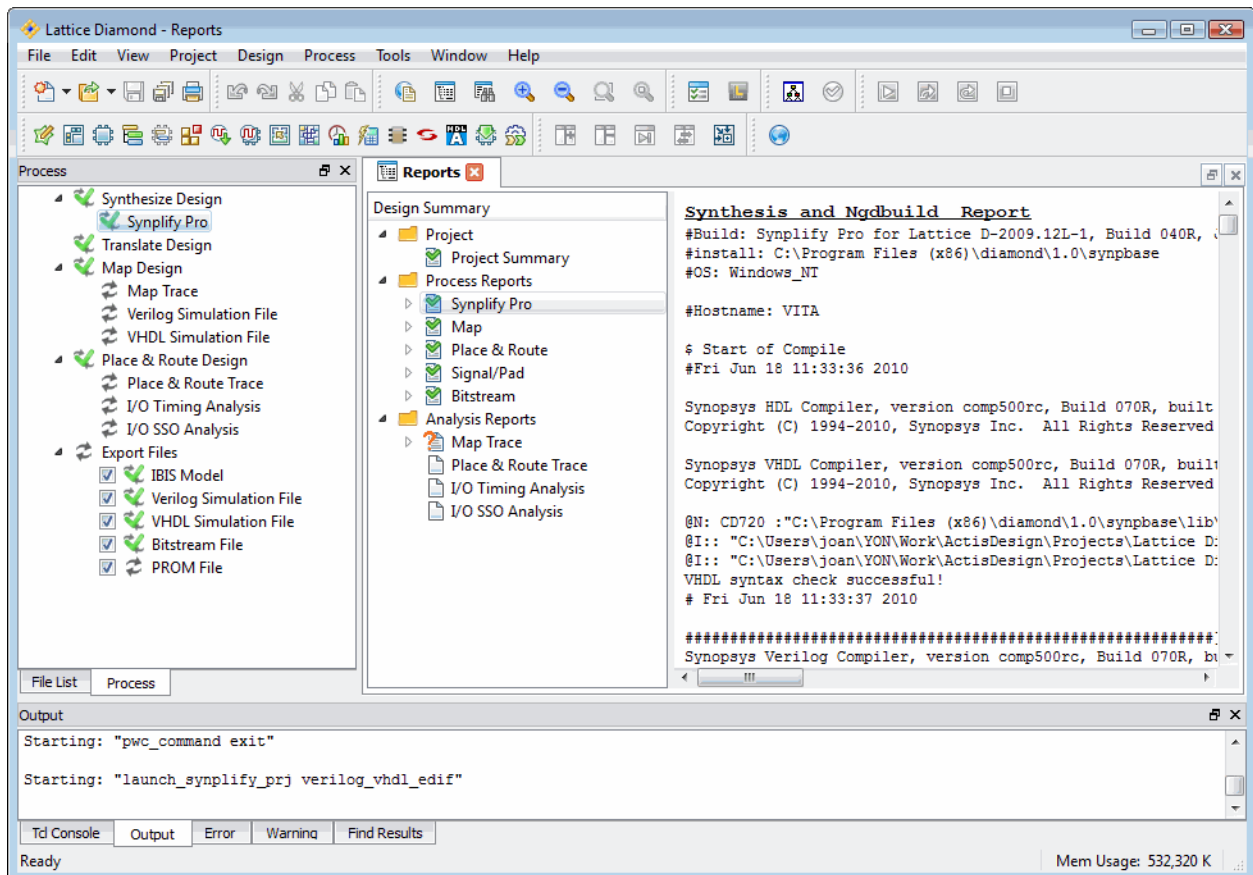 Lattice Diamond - Reports
File Edit View Project Design Process Tools Window Help
Process
Synthesize Design
Synplify Pro
Translate Design
Map Design
Map Trace
Verilog Simulation File
VHDL Simulation File
Place & Route Design
Place & Route Trace
I/O Timing Analysis
I/O SSO Analysis
Export Files
IBIS Model
Verilog Simulation File
VHDL Simulation File
Bitstream File
PROM File
File List Process
Reports
Design Summary
Project
Project Summary
Process Reports
Synplify Pro
Map
Place & Route
Signal/Pad
Bitstream
Analysis Reports
Map Trace
Place & Route Trace
I/O Timing Analysis
I/O SSO Analysis
Synthesis and Ngdbuild Report
#Build: Synplify Pro for Lattice D-2009.12L-1, Build 040R,
#install: C:\Program Files (x86)\diamond\1.0\synpbase
#OS: Windows_NT
#Hostname: VITA
$ Start of Compile
#Fri Jun 18 11:33:36 2010
Synopsys HDL Compiler, version comp500rc, Build 070R, built
Copyright (C) 1994-2010, Synopsys Inc. All Rights Reserved
Synopsys VHDL Compiler, version comp500rc, Build 070R, built
Copyright (C) 1994-2010, Synopsys Inc. All Rights Reserved
@N: CD720 :"C:\Program Files (x86)\diamond\1.0\synpbase\lib\
@I:: "C:\Users\joan\YON\Work\ActisDesign\Projects\Lattice
@I:: "C:\Users\joan\YON\Work\ActisDesign\Projects\Lattice
VHDL syntax check successful!
# Fri Jun 18 11:33:37 2010
###########################################################]
Synopsys Verilog Compiler, version comp500rc, Build 070R,
Output
Starting: "pwc_command exit"
Starting: "launch_synplify_prj verilog_vhdl_edif"
Tcl Console Output Error Warning Find Results
Ready Mem Usage: 532,320 K